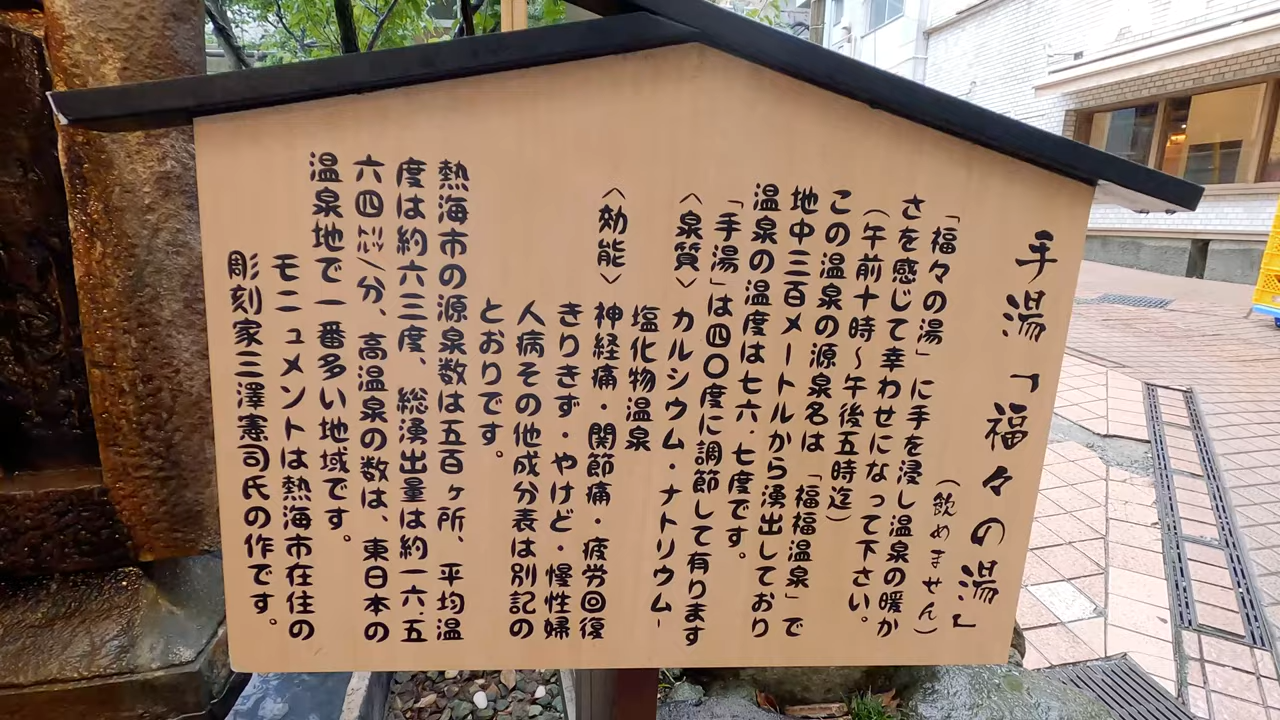 手湯「福々の湯」
(飲めません)
「福々の湯」に手を浸し温泉の暖か
さを感じて幸わせになって下さい。
(午前十時〜午後五時迄)
この温泉の源泉名は「福福温泉」で
地中三百メートルから湧出しており
温泉の温度は七六.七度です。
「手湯」は四〇度に調節して有ります
〈泉質〉カルシウム・ナトリウム-
塩化物温泉
〈効能〉神経痛・関節痛・疲労回復
きりきず・やけど・慢性婦
人病その他成分表は別記の
とおりです。
熱海市の源泉数は五百ヶ所、平均温
度は約六三度、総湧出量は約一六.五
六四㌧/分、高温泉の数は、東日本の
温泉地で一番多い地域です。
モニュメントは熱海市在住の
彫刻家三澤憲司氏の作です。